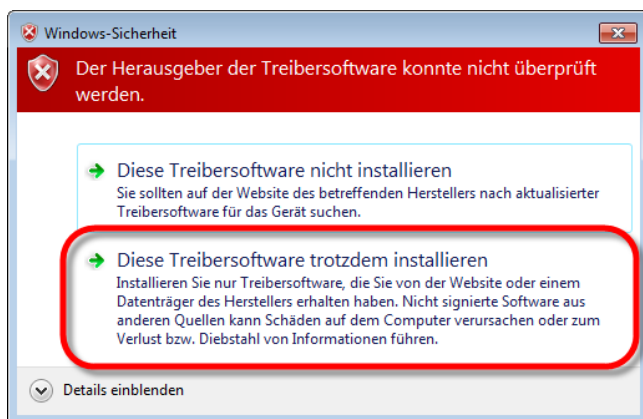 Windows-Sicherheit
Der Herausgeber der Treibersoftware konnte nicht überprüft
werden.
Diese Treibersoftware nicht installieren
Sie sollten auf der Website des betreffenden Herstellers nach aktualisierter
Treibersoftware für das Gerät suchen.
Diese Treibersoftware trotzdem installieren
Installieren Sie nur Treibersoftware, die Sie von der Website oder einem
Datenträger des Herstellers erhalten haben. Nicht signierte Software aus
anderen Quellen kann Schäden auf dem Computer verursachen oder zum
Verlust bzw. Diebstahl von Informationen führen.
Details einblenden